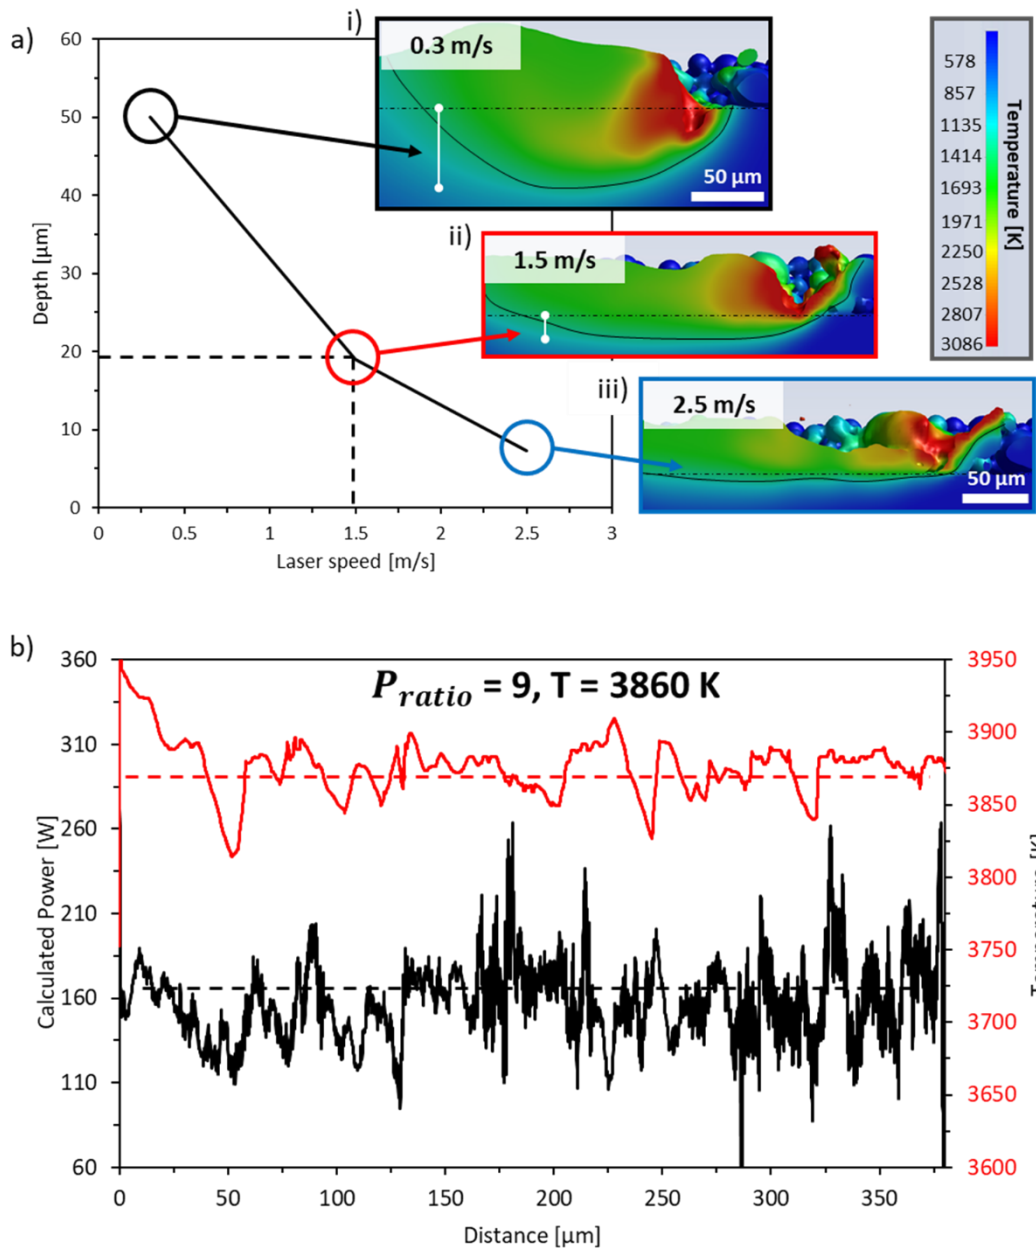 a)
i)
0.3 m/s
50 µm
ii)
1.5 m/s
iii)
2.5 m/s
50 µm
578
857
1135
1414
1693
1971
2250
2528
2807
3086
Temperature [K]
60
50
40
30
20
10
0
Depth [µm]
0 0.5 1 1.5 2 2.5 3
Laser speed [m/s]
b)
P_ratio = 9, T = 3860 K
360
310
260
210
160
110
60
Calculated Power [W]
3950
3900
3850
3800
3750
3700
3650
3600
0 50 100 150 200 250 300 350
Distance [µm]